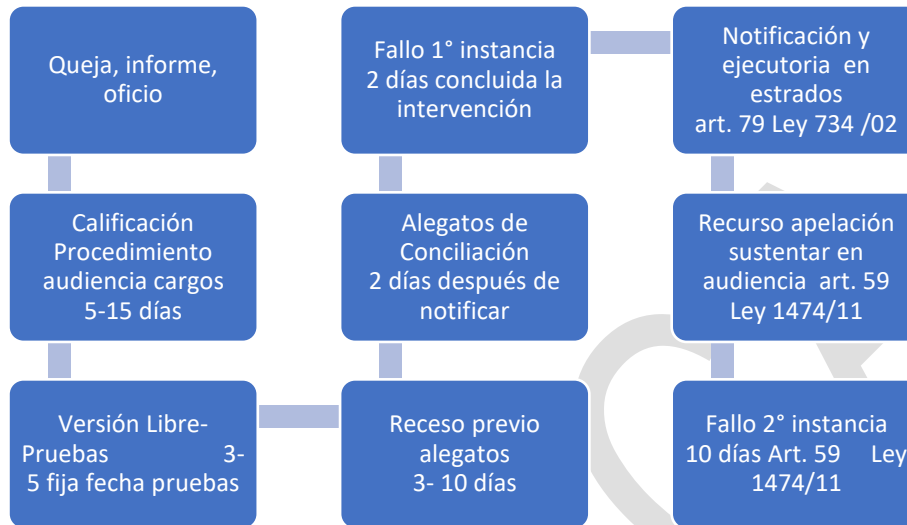 Queja, informe,
oficio
Calificación
Procedimiento
audiencia cargos
5-15 días
Versión Libre-
Pruebas 3-
5 fija fecha pruebas
Receso previo
alegatos
3- 10 días
Alegatos de
Conciliación
2 días después de
notificar
Fallo 1° instancia
2 días concluida la
intervención
Notificación y
ejecutoria en
estrados
art. 79 Ley 734 /02
Recurso apelación
sustentar en
audiencia art. 59
Ley 1474/11
Fallo 2° instancia
10 días Art. 59 Ley
1474/11